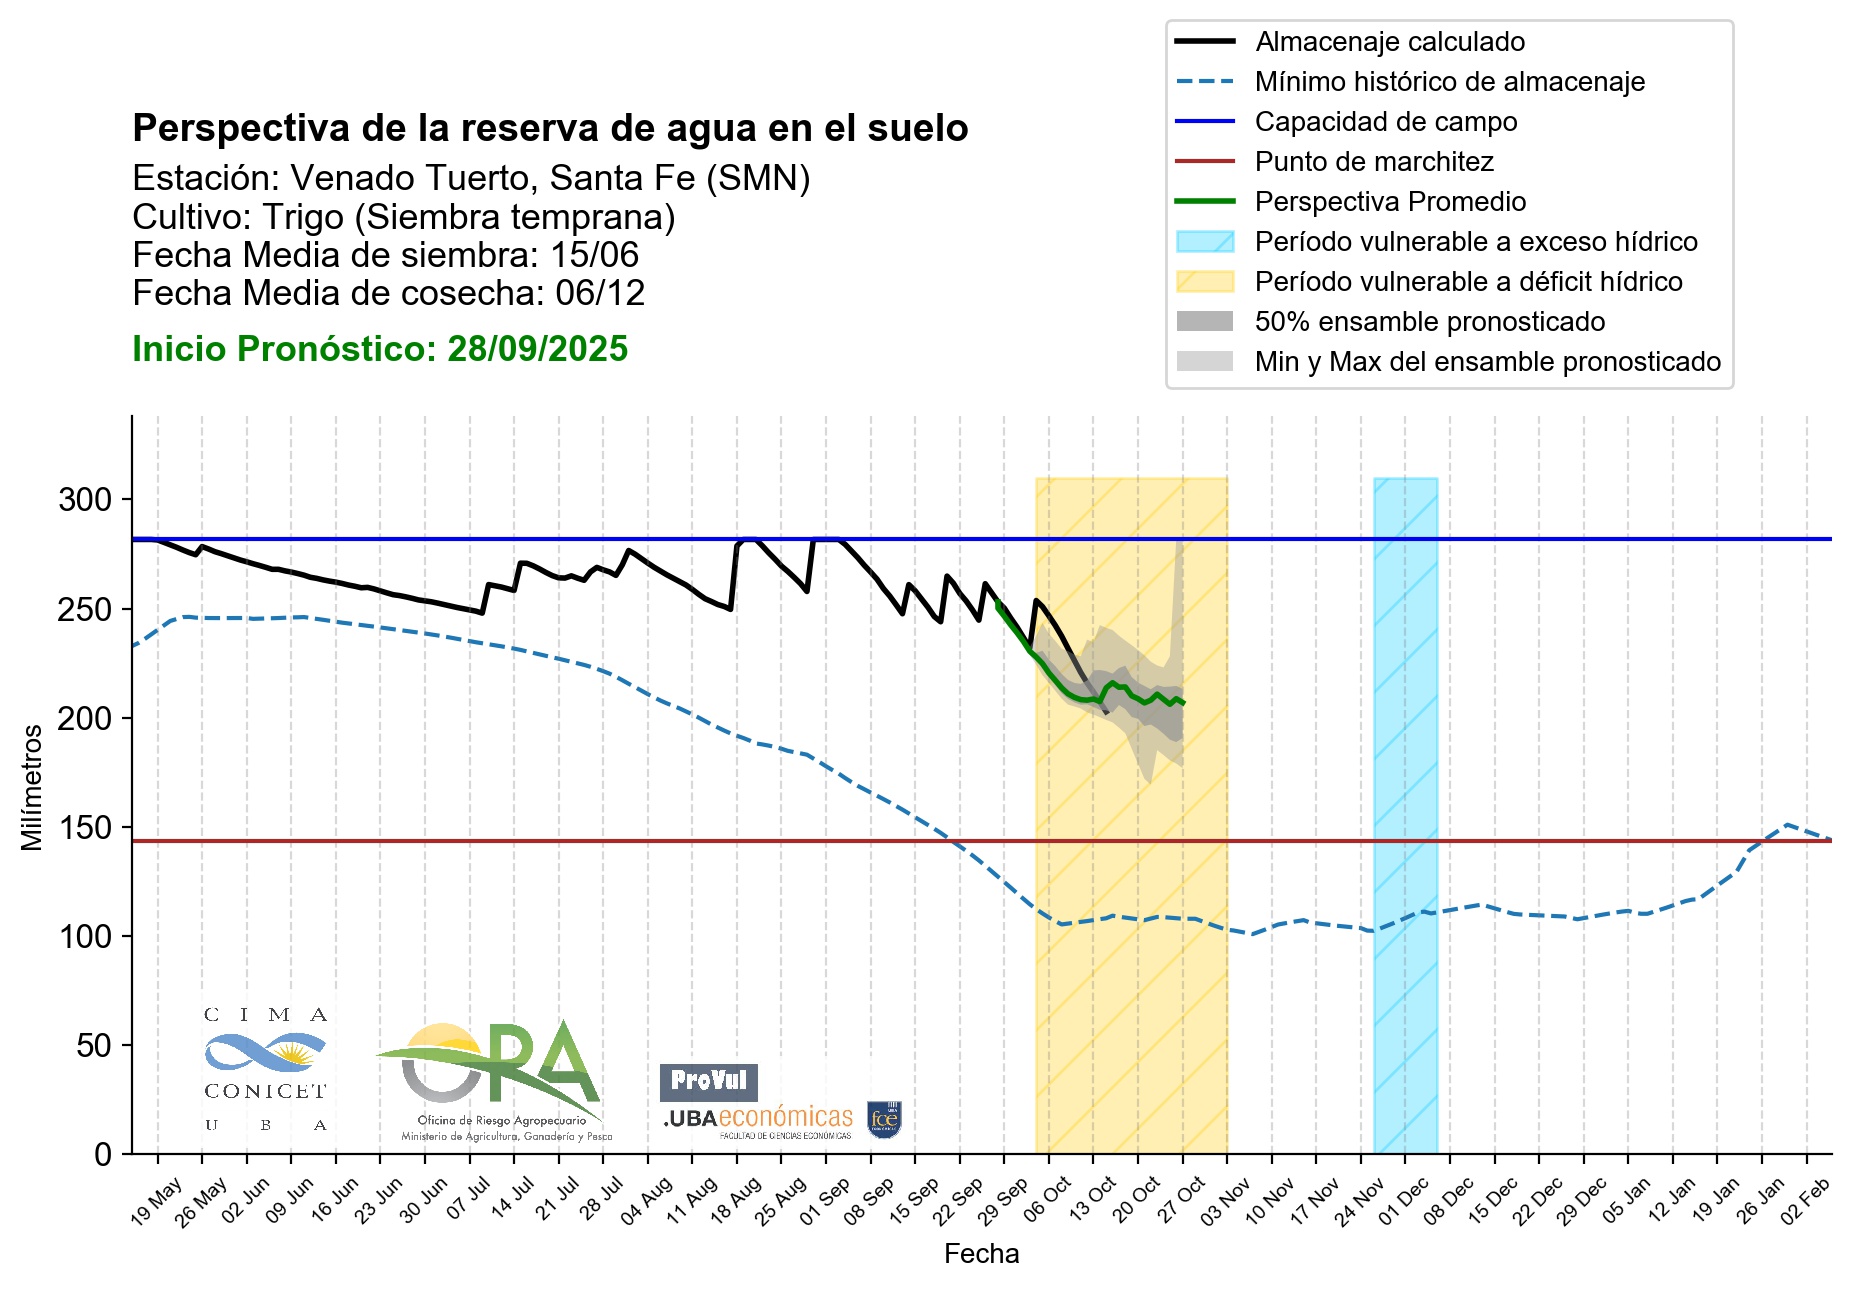 Almacenaje calculado
Mínimo histórico de almacenaje
Capacidad de campo
Punto de marchitez
Perspectiva Promedio
Período vulnerable a exceso hídrico
Período vulnerable a déficit hídrico
50% ensamble pronosticado
Min y Max del ensamble pronosticado
Perspectiva de la reserva de agua en el suelo
Estación: Venado Tuerto, Santa Fe (SMN)
Cultivo: Trigo (Siembra temprana)
Fecha Media de siembra: 15/06
Fecha Media de cosecha: 06/12
Inicio Pronóstico: 28/09/2025
Milímetros
300
250
200
150
100
50
0
CIMA
CONICET
UBA
ORA
Oficina de Riesgo Agropecuario
Ministerio de Agricultura, Ganadería y Pesca
ProVul
.UBAeconómicas
FACULTAD DE CIENCIAS ECONÓMICAS
fce
19 May
26 May
02 Jun
09 Jun
16 Jun
23 Jun
30 Jun
07 Jul
14 Jul
21 Jul
28 Jul
04 Aug
11 Aug
18 Aug
25 Aug
01 Sep
08 Sep
15 Sep
22 Sep
29 Sep
06 Oct
13 Oct
20 Oct
27 Oct
03 Nov
10 Nov
17 Nov
24 Nov
01 Dec
08 Dec
15 Dec
22 Dec
29 Dec
05 Jan
12 Jan
19 Jan
26 Jan
02 Feb
Fecha